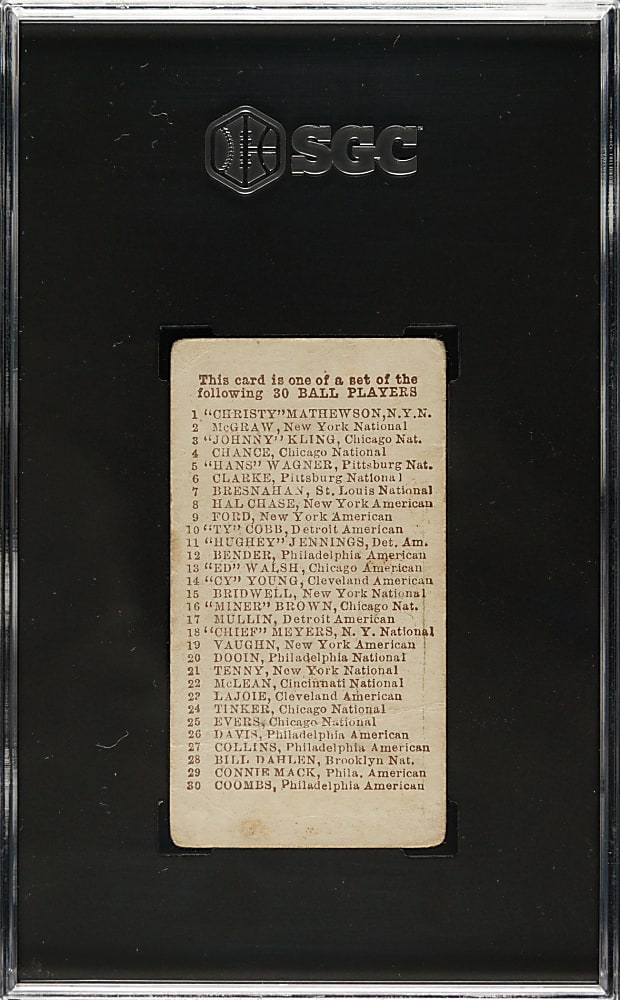 SGC
This card is one of a set of the
following 30 BALL PLAYERS
1 "CHRISTY" MATHEWSON, N.Y.N.
2 McGRAW, New York National
3 "JOHNNY" KLING, Chicago Nat.
4 CHANCE, Chicago National
5 "HANS" WAGNER, Pittsburg Nat.
6 CLARKE, Pittsburg National
7 BRESNAHAN, St. Louis National
8 HAL CHASE, New York American
9 FORD, New York American
10 "TY" COBB, Detroit American
11 "HUGHEY" JENNINGS, Det. Am.
12 BENDER, Philadelphia American
13 "ED" WALSH, Chicago American
14 "CY" YOUNG, Cleveland American
15 BRIDWELL, New York National
16 "MINER" BROWN, Chicago Nat.
17 MULLIN, Detroit American
18 "CHIEF" MEYERS, N. Y. National
19 VAUGHN, New York American
20 DOOIN, Philadelphia National
21 TENNY, New York National
22 McLEAN, Cincinnati National
23 LAJOIE, Cleveland American
24 TINKER, Chicago National
25 EVERS, Chicago National
26 DAVIS, Philadelphia American
27 COLLINS, Philadelphia American
28 BILL DAHLEN, Brooklyn Nat.
29 CONNIE MACK, Phila. American
30 COOMBS, Philadelphia American